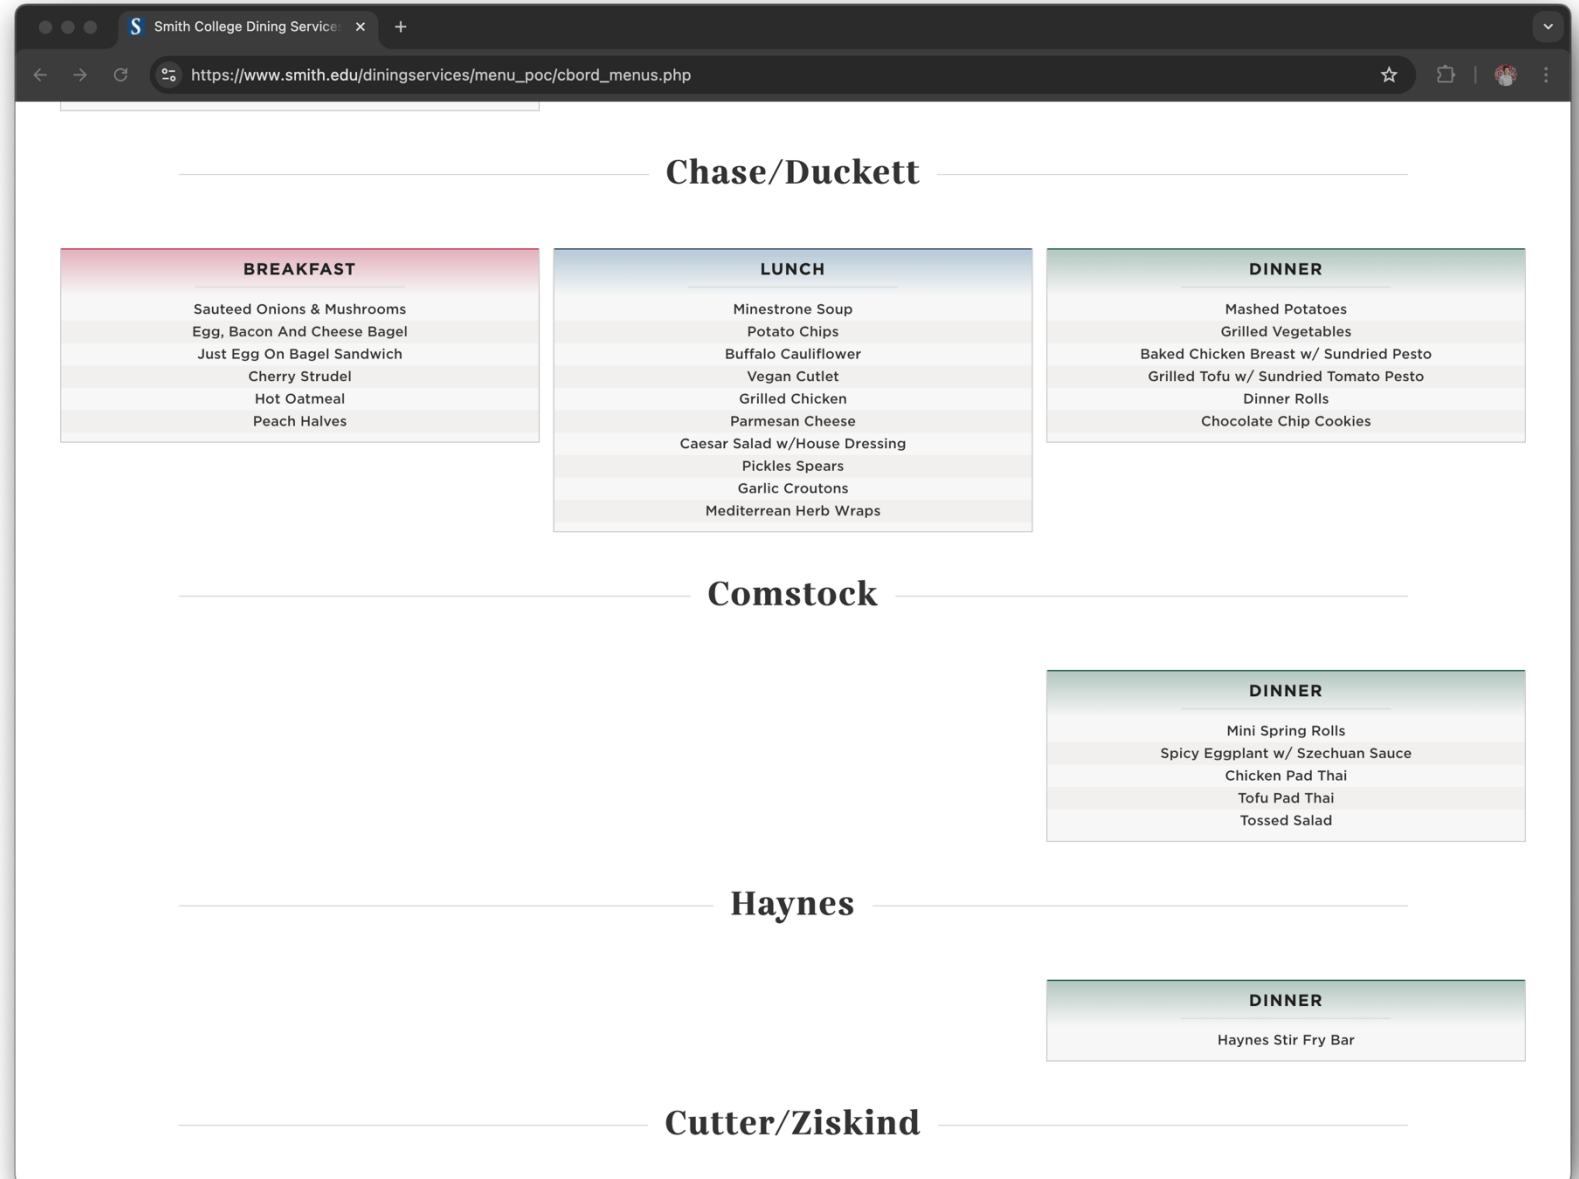 Smith College Dining Service
https://www.smith.edu/diningservices/menu_poc/cbord_menus.php
Chase/Duckett
BREAKFAST
Sauteed Onions & Mushrooms
Egg, Bacon And Cheese Bagel
Just Egg On Bagel Sandwich
Cherry Strudel
Hot Oatmeal
Peach Halves
LUNCH
Minestrone Soup
Potato Chips
Buffalo Cauliflower
Vegan Cutlet
Grilled Chicken
Parmesan Cheese
Caesar Salad w/House Dressing
Pickles Spears
Garlic Croutons
Mediterrean Herb Wraps
DINNER
Mashed Potatoes
Grilled Vegetables
Baked Chicken Breast w/ Sundried Pesto
Grilled Tofu w/ Sundried Tomato Pesto
Dinner Rolls
Chocolate Chip Cookies
Comstock
DINNER
Mini Spring Rolls
Spicy Eggplant w/ Szechuan Sauce
Chicken Pad Thai
Tofu Pad Thai
Tossed Salad
Haynes
DINNER
Haynes Stir Fry Bar
Cutter/Ziskind